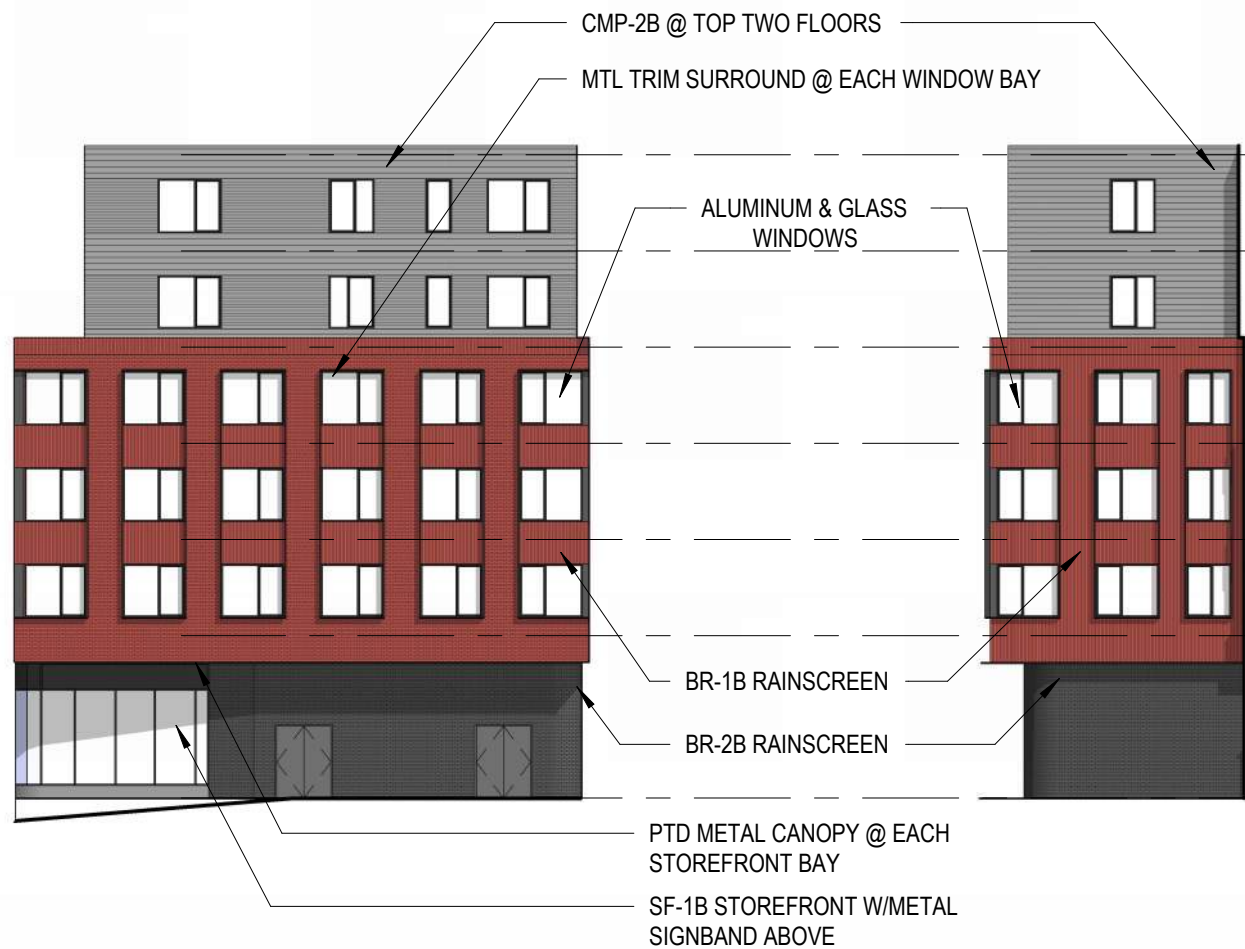 CMP-2B @ TOP TWO FLOORS
MTL TRIM SURROUND @ EACH WINDOW BAY
ALUMINUM & GLASS
WINDOWS
BR-1B RAINSCREEN
BR-2B RAINSCREEN
PTD METAL CANOPY @ EACH
STOREFRONT BAY
SF-1B STOREFRONT W/METAL
SIGNBAND ABOVE